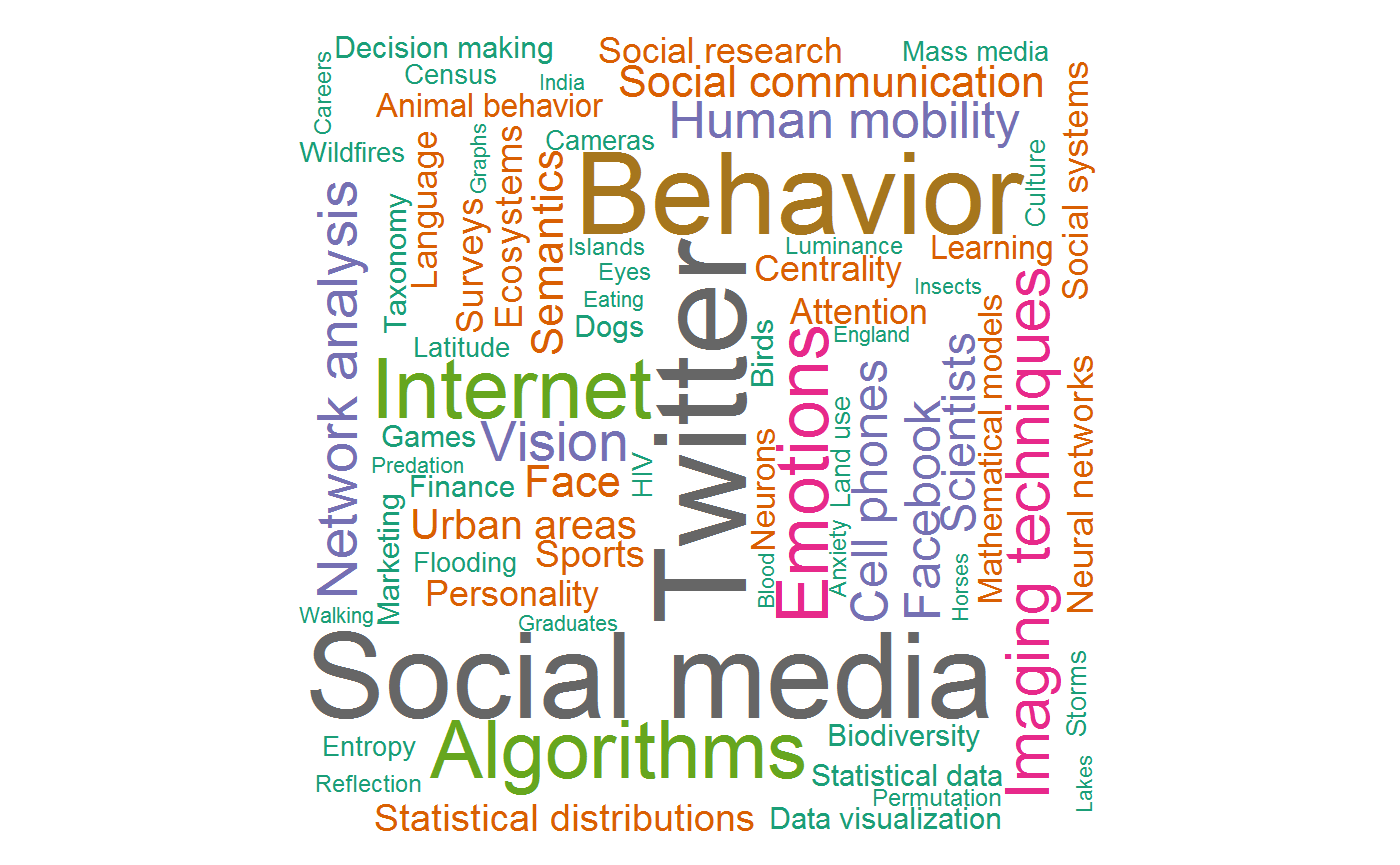 Decision making
Social research
Mass media
Careers
Census
India
Social communication
Social systems
Animal behavior
Human mobility
Wildfires
Language
Graphs
Ecosystems
Cameras
Semantics
Behavior
Culture
Network analysis
Taxonomy
Surveys
Islands
Luminance
Learning
Eyes
Centrality
Insects
Eating
Attention
Dogs
England
Latitude
Twitter
Birds
Emotions
Mathematical models
Imaging techniques
Internet
Cell phones
Scientists
Neural networks
Games
Vision
Land use
Facebook
Predation
HIV
Neurons
Finance
Face
Marketing
Urban areas
Anxiety
Sports
Flooding
Blood
Horses
Personality
Walking
Graduates
Social media
Storms
Algorithms
Biodiversity
Entropy
Statistical data
Reflection
Lakes
Permutation
Statistical distributions
Data visualization